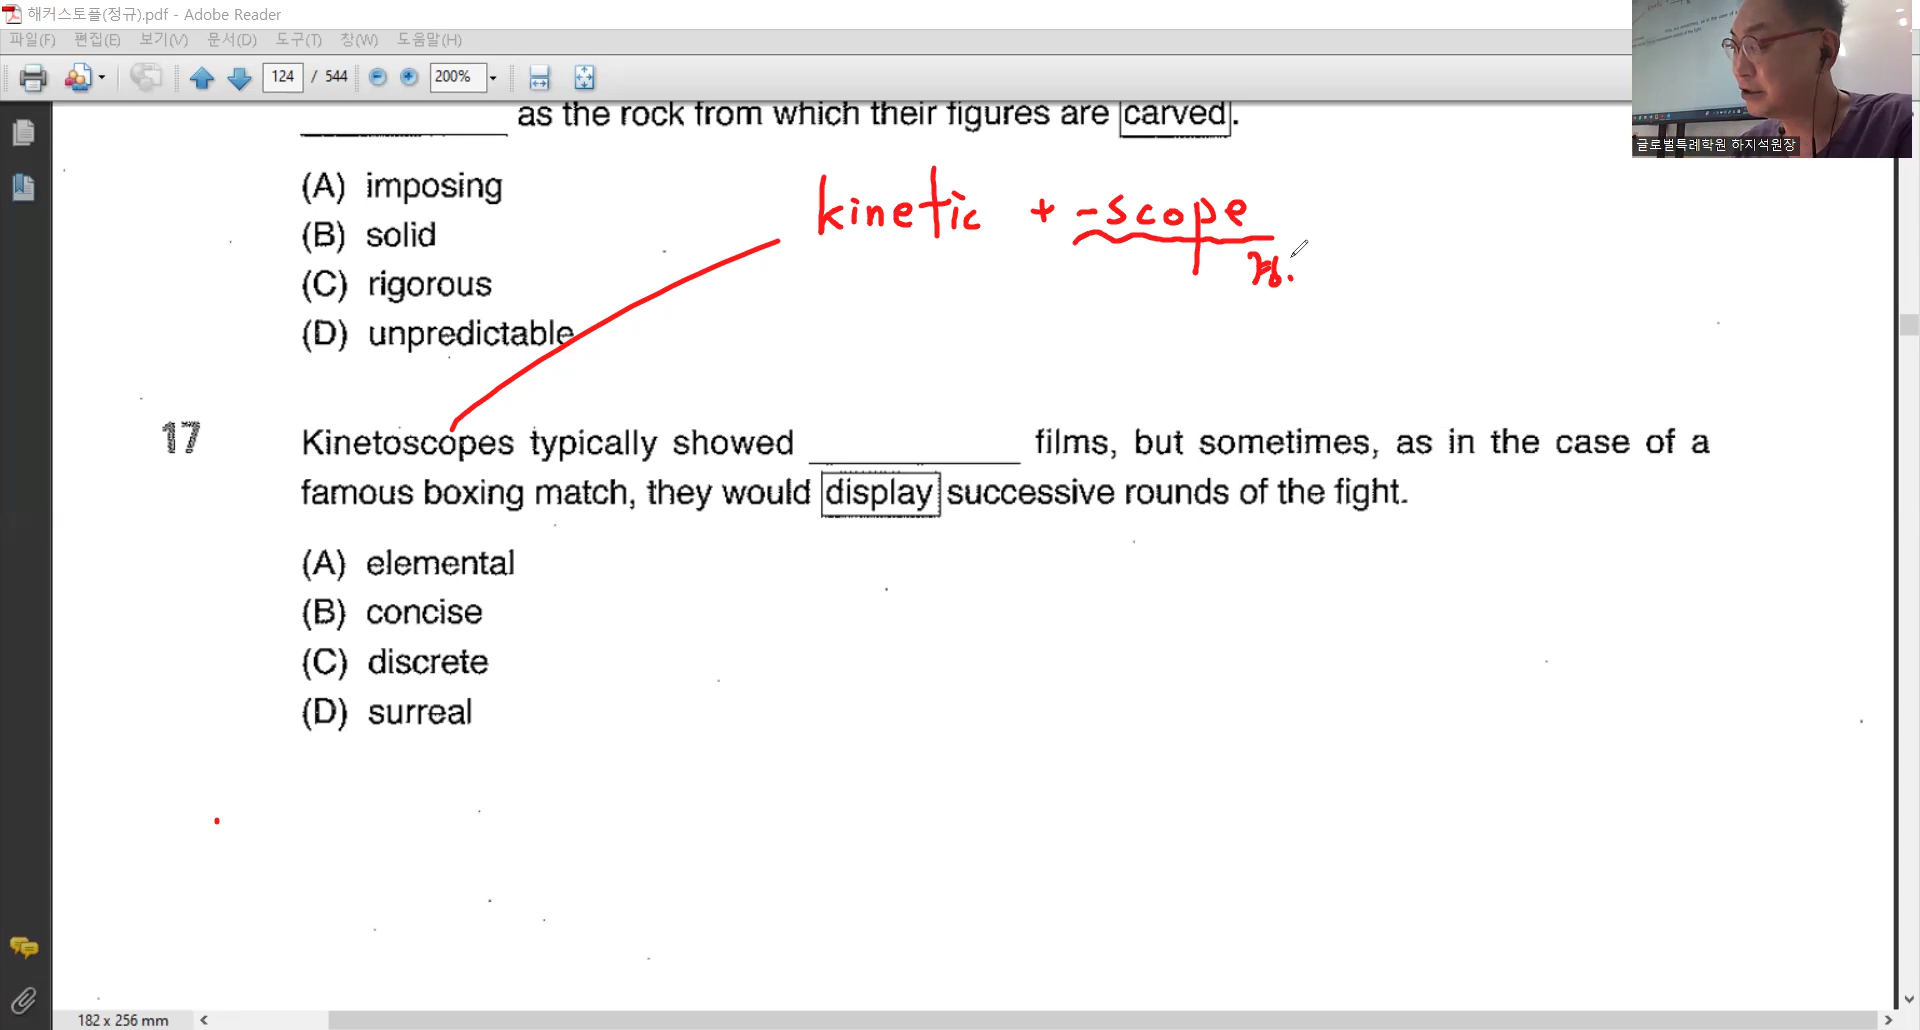 해커스토플(정규).pdf - Adobe Reader
파일(F) 편집(E) 보기(V) 문서(D) 도구(T) 창(W) 도움말(H)
124 / 544 200%
글로벌특례학원 하지석원장
as the rock from which their figures are carved.
(A) imposing
(B) solid
(C) rigorous
(D) unpredictable
kinetic + -scope
17 Kinetoscopes typically showed films, but sometimes, as in the case of a
famous boxing match, they would display successive rounds of the fight.
(A) elemental
(B) concise
(C) discrete
(D) surreal
182 x 256 mm